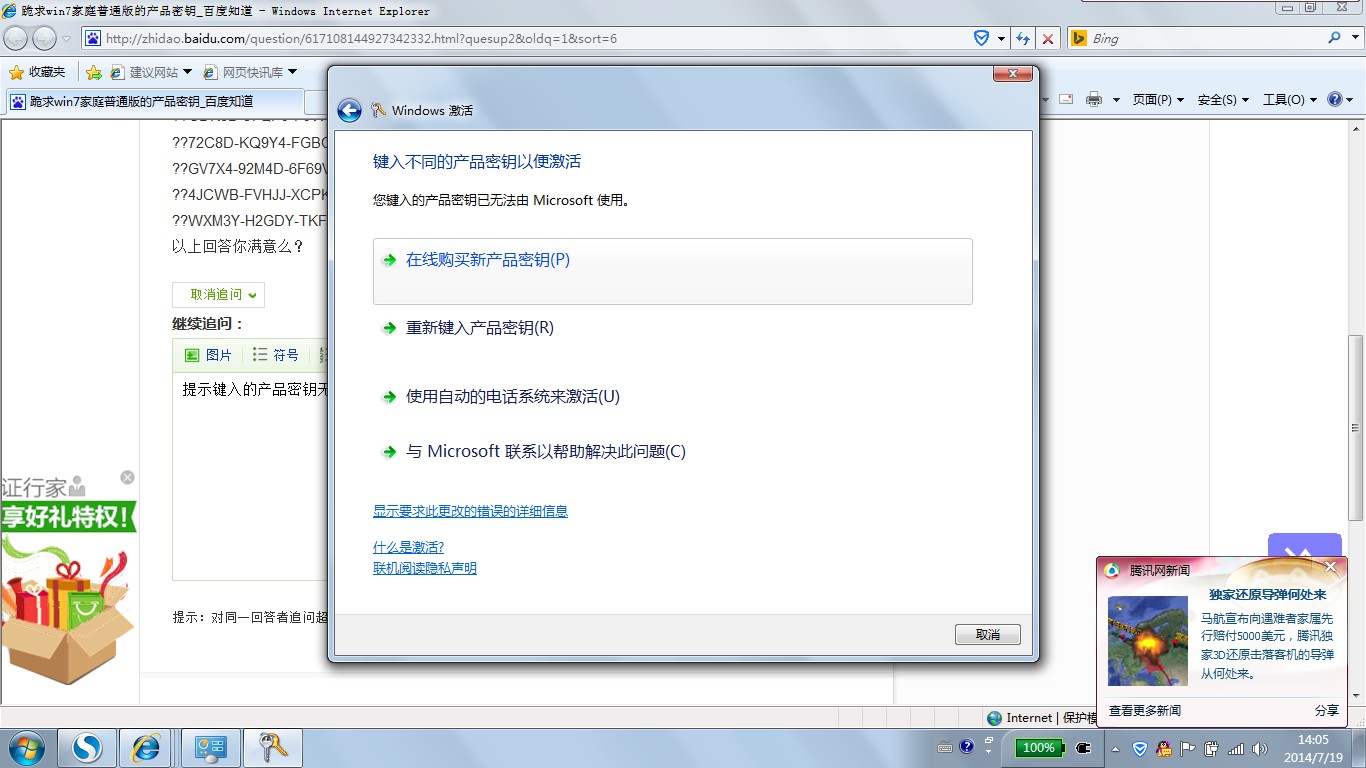 跪求win7家庭普通版的产品密钥_百度知道 - Windows Internet Explorer
http://zhidao.baidu.com/question/617108144927342332.html?quesup2&oldq=1&sort=6
Bing
收藏夹
建议网站
网页快讯库
跪求win7家庭普通版的产品密钥_百度知道
页面(P)
安全(S)
工具(O)
??72C8D-KQ9Y4-FGBC
??GV7X4-92M4D-6F69V
??4JCWB-FVHJJ-XCPK
??WXM3Y-H2GDY-TKF
以上回答你满意么？
取消追问
继续追问：
图片
符号
提示键入的产品密钥无
提示：对同一回答者追问超
证行家
享好礼特权！
Windows 激活
键入不同的产品密钥以便激活
您键入的产品密钥已无法由 Microsoft 使用。
在线购买新产品密钥(P)
重新键入产品密钥(R)
使用自动的电话系统来激活(U)
与 Microsoft 联系以帮助解决此问题(C)
显示要求此更改的错误的详细信息
什么是激活?
联机阅读隐私声明
取消
腾讯网新闻
独家还原导弹何处来
马航宣布向遇难者家属先
行赔付5000美元，腾讯独
家3D还原击落客机的导弹
从何处来。
查看更多新闻
分享
Internet | 保护模
100%
14:05
2014/7/19